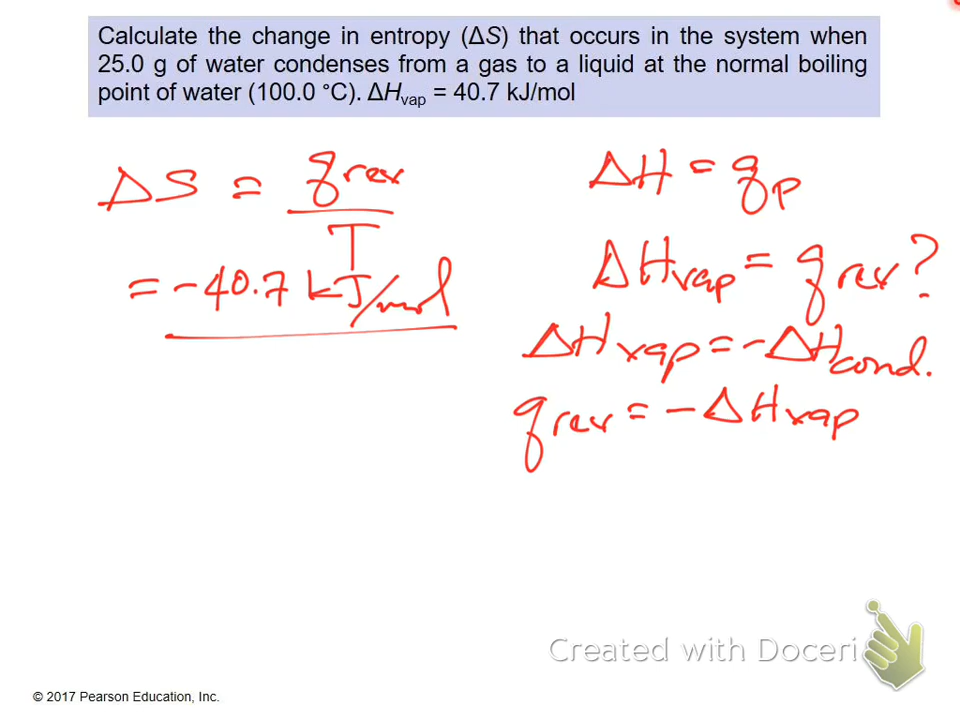 Calculate the change in entropy (ΔS) that occurs in the system when
25.0 g of water condenses from a gas to a liquid at the normal boiling
point of water (100.0 °C). ΔHvap = 40.7 kJ/mol
ΔS = qrev / T
= -40.7 kJ/mol
ΔH = qp
ΔHvap = qrev?
ΔHvap = -ΔHcond.
qrev = -ΔHvap
Created with Doceri
© 2017 Pearson Education, Inc.